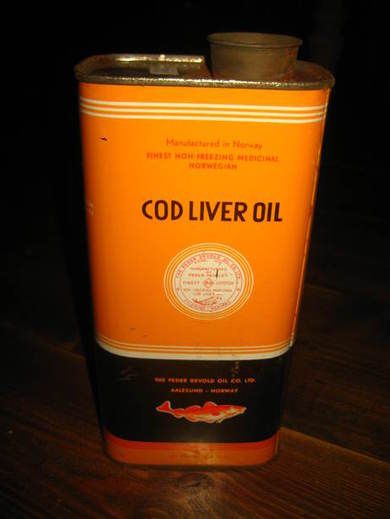 Manufactured in Norway
FINEST NON-FREEZING MEDICINAL
NORWEGIAN
COD LIVER OIL
THE PEDER DEVOLD OIL CO. LTD.
AALESUND - NORWAY